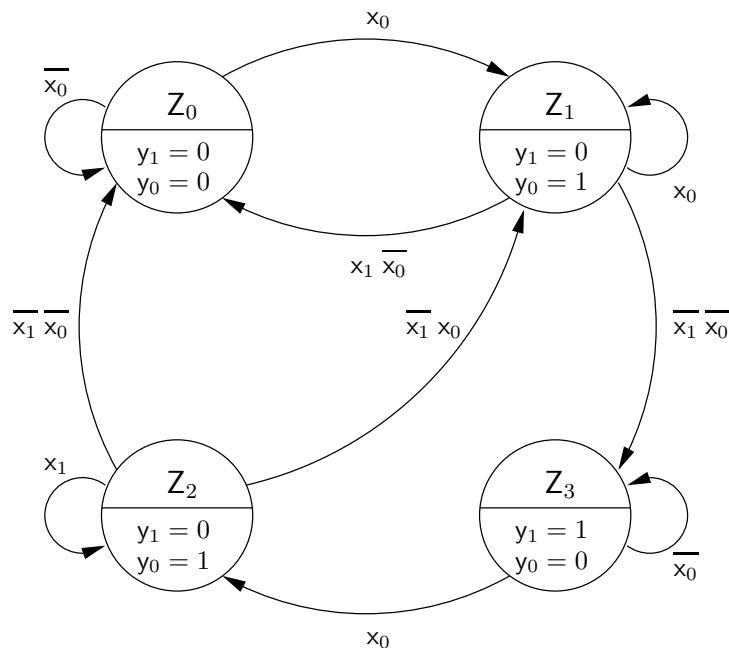 x₀
x̅₀̅
Z₀
y₁ = 0
y₀ = 0
Z₁
y₁ = 0
y₀ = 1
x₀
x₁ x̅₀̅
x̅₁̅ x̅₀̅
x̅₁̅ x₀
x̅₁̅ x̅₀̅
x₁
Z₂
y₁ = 0
y₀ = 1
Z₃
y₁ = 1
y₀ = 0
x̅₀̅
x₀